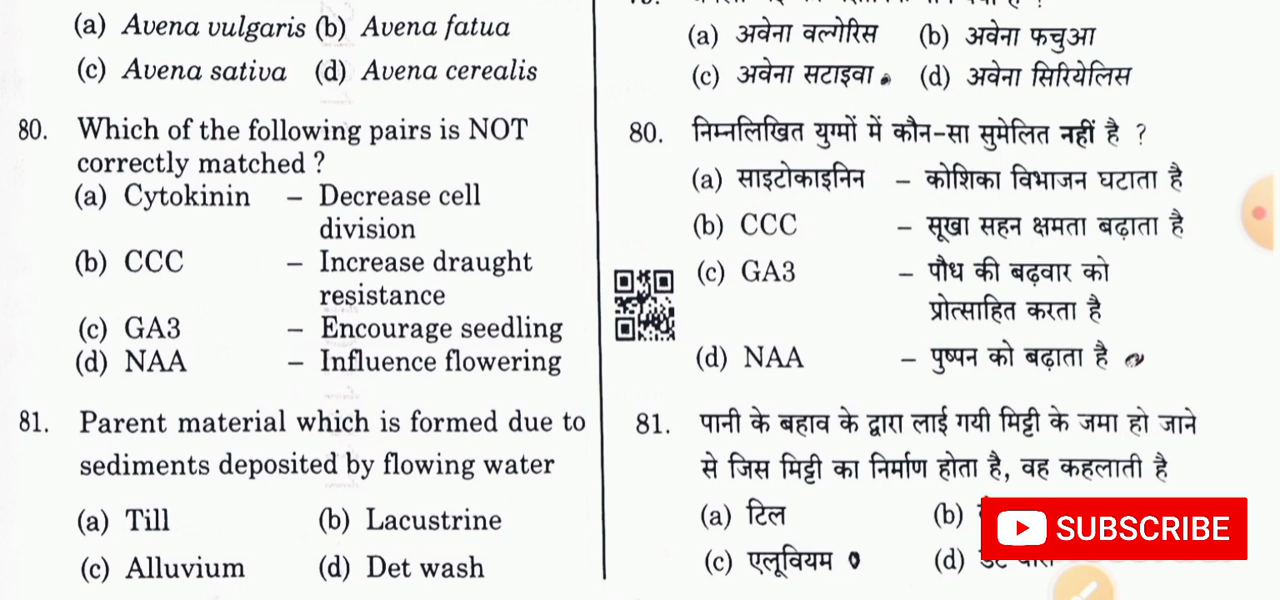 (a) Avena vulgaris (b) Avena fatua
(c) Avena sativa (d) Avena cerealis
80. Which of the following pairs is NOT
correctly matched ?
(a) Cytokinin – Decrease cell
division
(b) CCC – Increase draught
resistance
(c) GA3 – Encourage seedling
(d) NAA – Influence flowering
81. Parent material which is formed due to
sediments deposited by flowing water
(a) Till (b) Lacustrine
(c) Alluvium (d) Det wash
(a) अवेना वल्गेरिस (b) अवेना फचुआ
(c) अवेना सटाइवा (d) अवेना सिरियेलिस
80. निम्नलिखित युग्मों में कौन-सा सुमेलित नहीं है ?
(a) साइटोकाइनिन – कोशिका विभाजन घटाता है
(b) CCC – सूखा सहन क्षमता बढ़ाता है
(c) GA3 – पौध की बढ़वार को
प्रोत्साहित करता है
(d) NAA – पुष्पन को बढ़ाता है
81. पानी के बहाव के द्वारा लाई गयी मिट्टी के जमा हो जाने
से जिस मिट्टी का निर्माण होता है, वह कहलाती है
(a) टिल (b)
(c) एलूवियम (d)
SUBSCRIBE